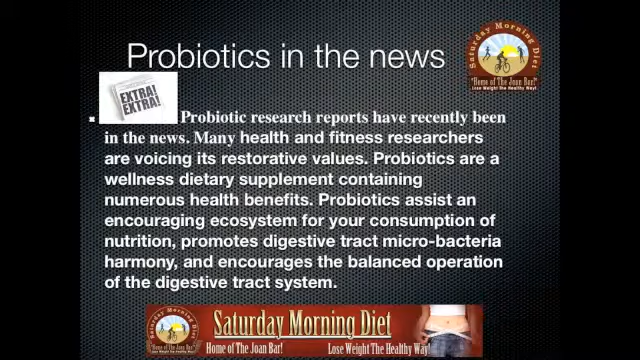 Probiotics in the news
Saturday Morning Diet
"Home of The Joan Bar!"
Lose Weight The Healthy Way!
EXTRA!
EXTRA!
Probiotic research reports have recently been
in the news. Many health and fitness researchers
are voicing its restorative values. Probiotics are a
wellness dietary supplement containing
numerous health benefits. Probiotics assist an
encouraging ecosystem for your consumption of
nutrition, promotes digestive tract micro-bacteria
harmony, and encourages the balanced operation
of the digestive tract system.
Saturday Morning Diet
Home of The Joan Bar! Lose Weight The Healthy Way!